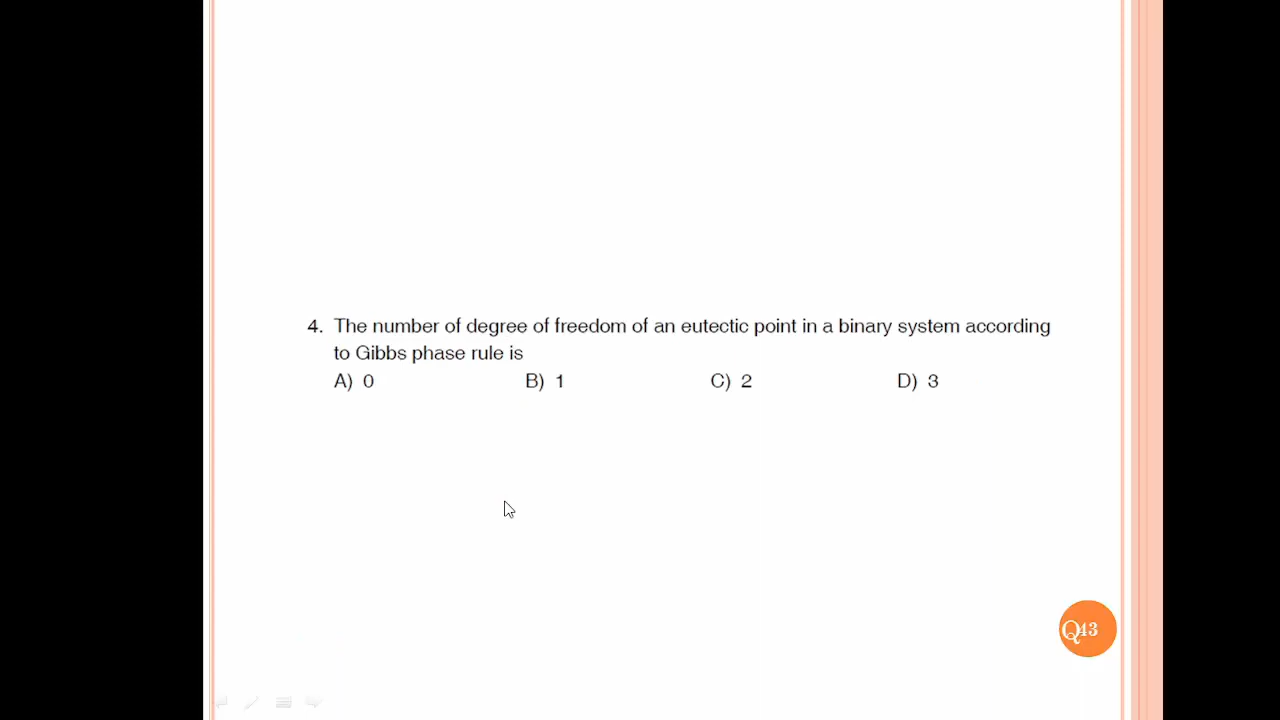 4. The number of degree of freedom of an eutectic point in a binary system according
to Gibbs phase rule is
A) 0 B) 1 C) 2 D) 3
Q43